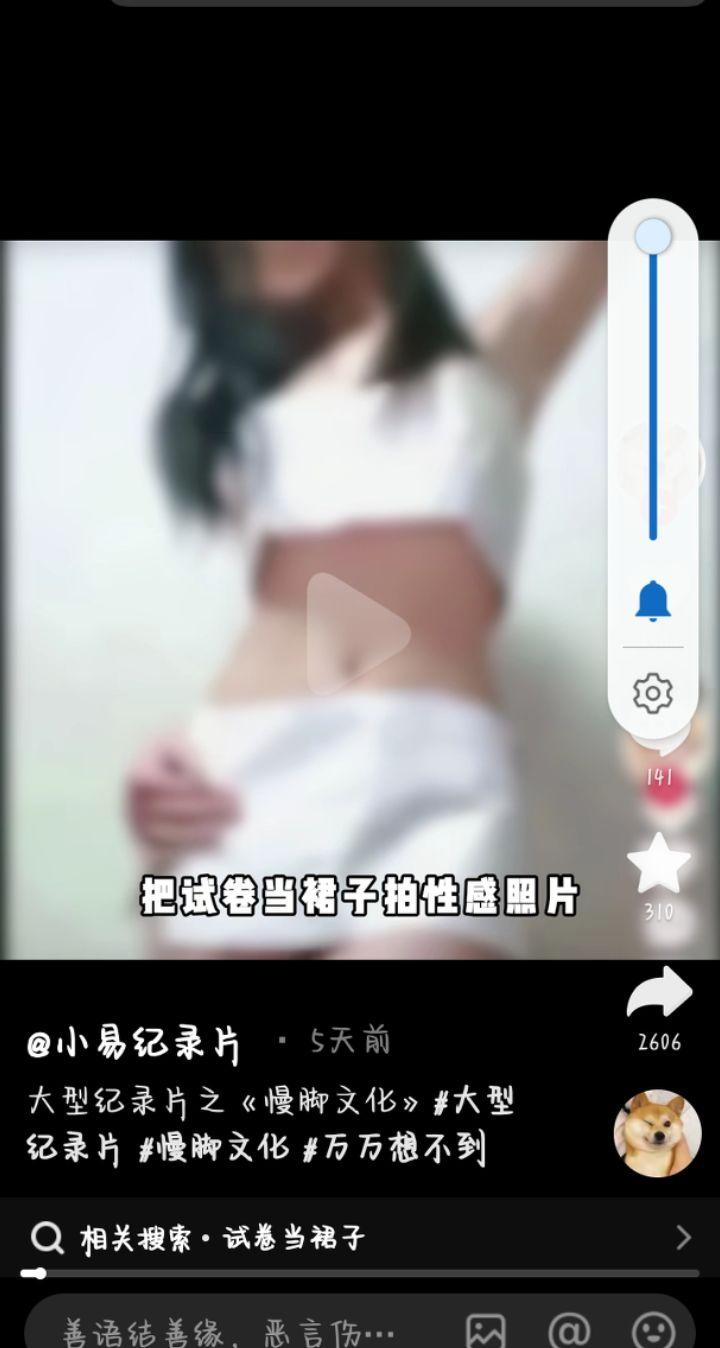 把试卷当裙子拍性感照片
141
310
2606
@小易纪录片 · 5天前
大型纪录片之《慢脚文化》#大型
纪录片 #慢脚文化 #万万想不到
相关搜索·试卷当裙子
善语结善缘，恶言伤…